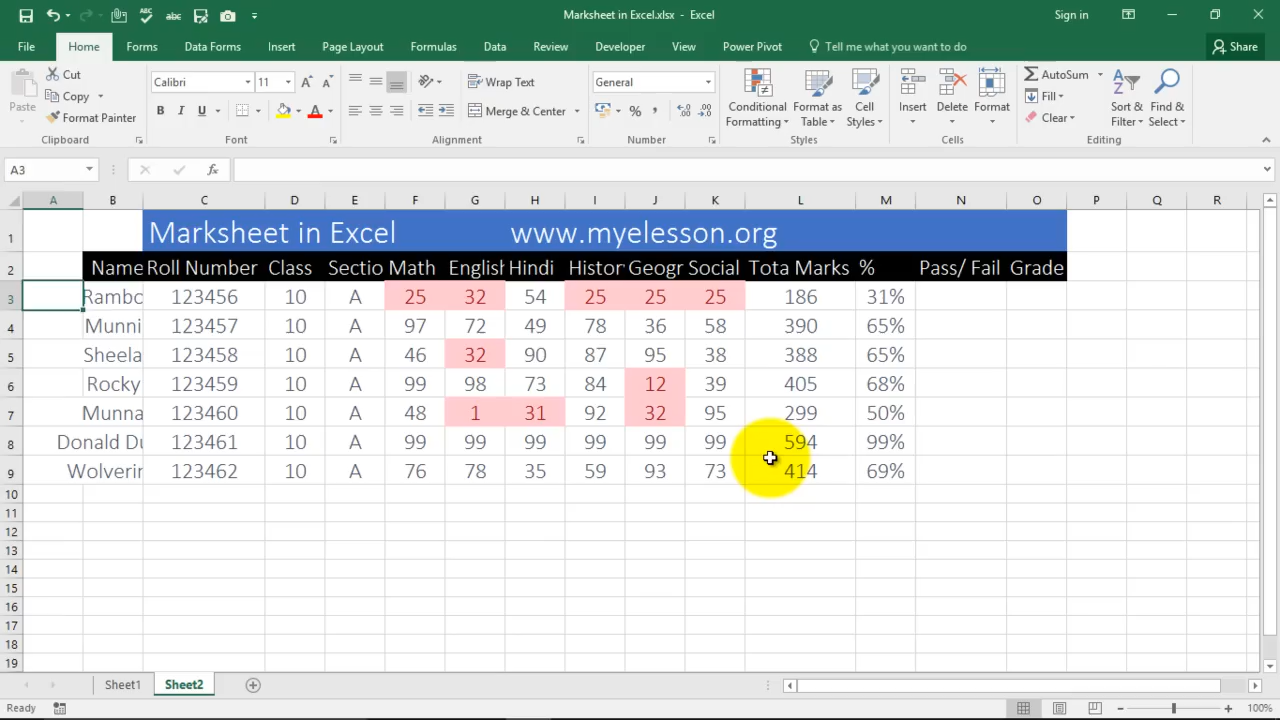 Marksheet in Excel.xlsx - Excel
Sign in
File Home Forms Data Forms Insert Page Layout Formulas Data Review Developer View Power Pivot Tell me what you want to do Share
Paste Cut Copy Format Painter
Clipboard
Calibri 11
B I U A
Font
Wrap Text
Merge & Center
Alignment
General
%
Number
Conditional Formatting Format as Table Cell Styles
Styles
Insert Delete Format
Cells
AutoSum Fill Clear
Sort & Filter Find & Select
Editing
A3 fx
A B C D E F G H I J K L M N O P Q R
1 Marksheet in Excel www.myelesson.org
2 Name Roll Number Class Sectio Math English Hindi Histor Geogr Social Tota Marks % Pass/ Fail Grade
3 Rambo 123456 10 A 25 32 54 25 25 25 186 31%
4 Munni 123457 10 A 97 72 49 78 36 58 390 65%
5 Sheela 123458 10 A 46 32 90 87 95 38 388 65%
6 Rocky 123459 10 A 99 98 73 84 12 39 405 68%
7 Munna 123460 10 A 48 1 31 92 32 95 299 50%
8 Donald Du 123461 10 A 99 99 99 99 99 99 594 99%
9 Wolverin 123462 10 A 76 78 35 59 93 73 414 69%
10
11
12
13
14
15
16
17
18
19
Sheet1 Sheet2
Ready
100%